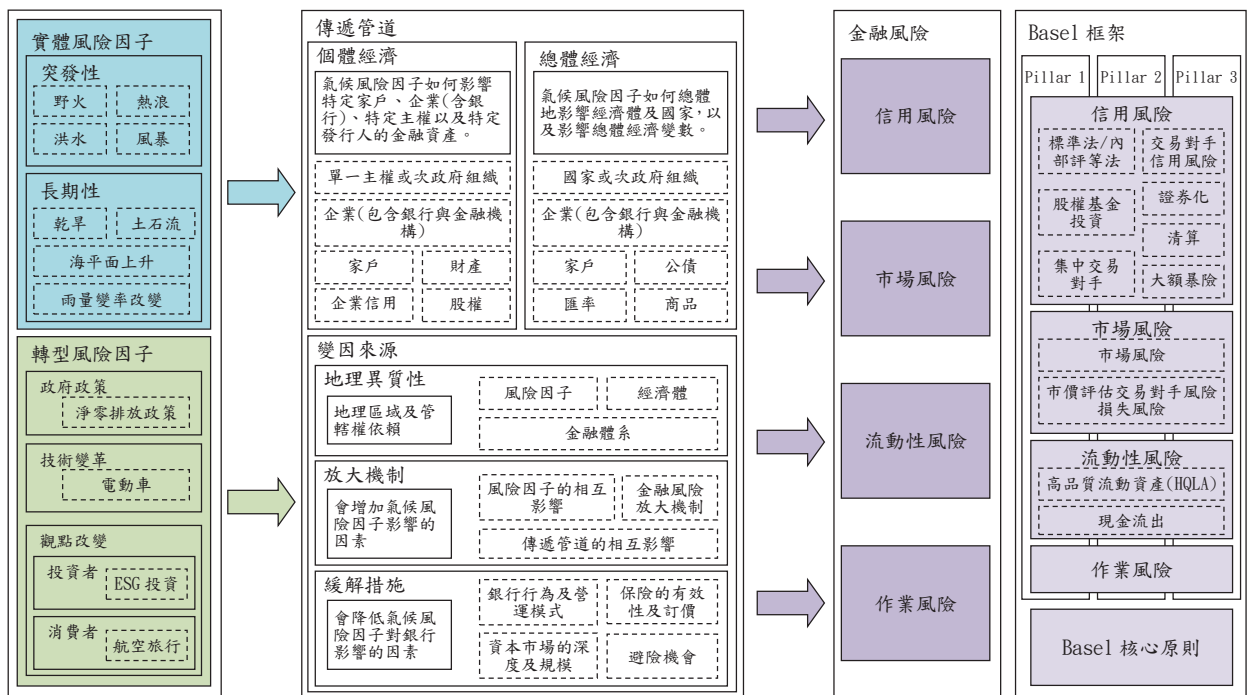 實體風險因子
突發性
野火
熱浪
洪水
風暴
長期性
乾旱
土石流
海平面上升
雨量變率改變
轉型風險因子
政府政策
淨零排放政策
技術變革
電動車
觀點改變
投資者
ESG 投資
消費者
航空旅行
傳遞管道
個體經濟
氣候風險因子如何影響
特定家戶、企業(含銀
行)、特定主權以及特定
發行人的金融資產。
單一主權或次政府組織
企業(包含銀行與金融機
構)
家戶
財產
企業信用
股權
總體經濟
氣候風險因子如何總體
地影響經濟體及國家，以
及影響總體經濟變數。
國家或次政府組織
企業(包含銀行與金融機
構)
家戶
公債
匯率
商品
變因來源
地理異質性
地理區域及管
轄權依賴
風險因子
經濟體
金融體系
放大機制
會增加氣候風
險因子影響的
因素
風險因子的相互
影響
金融風險
放大機制
傳遞管道的相互影響
緩解措施
會降低氣候風
險因子對銀行
影響的因素
銀行行為及營
運模式
保險的有效
性及訂價
資本市場的深
度及規模
避險機會
金融風險
信用風險
市場風險
流動性風險
作業風險
Basel 框架
Pillar 1
Pillar 2
Pillar 3
信用風險
標準法/內
部評等法
交易對手
信用風險
股權基金
投資
證券化
清算
集中交易
對手
大額暴險
市場風險
市場風險
市價評估交易對手風險
損失風險
流動性風險
高品質流動資產(HQLA)
現金流出
作業風險
Basel 核心原則